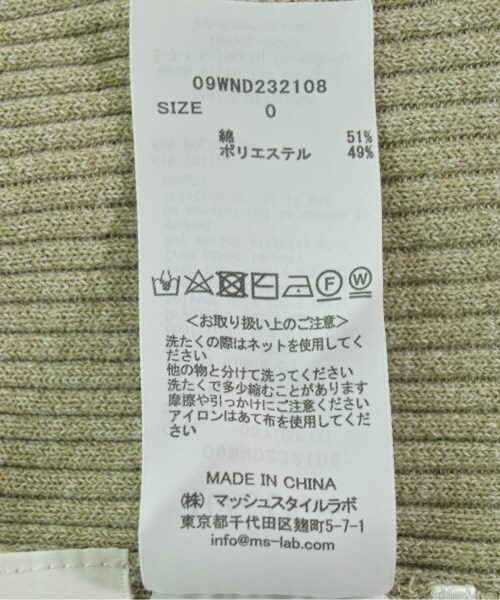 09WND232108
SIZE 0
綿 51%
ポリエステル 49%
<お取り扱い上のご注意>
洗たくの際はネットを使用してく
ださい
他の物と分けて洗ってください
洗たくで多少縮むことがあります
摩擦や引っかけにご注意ください
アイロンはあて布を使用してくだ
さい
MADE IN CHINA
(株) マッシュスタイルラボ
東京都千代田区麹町5-7-1
info@ms-lab.com